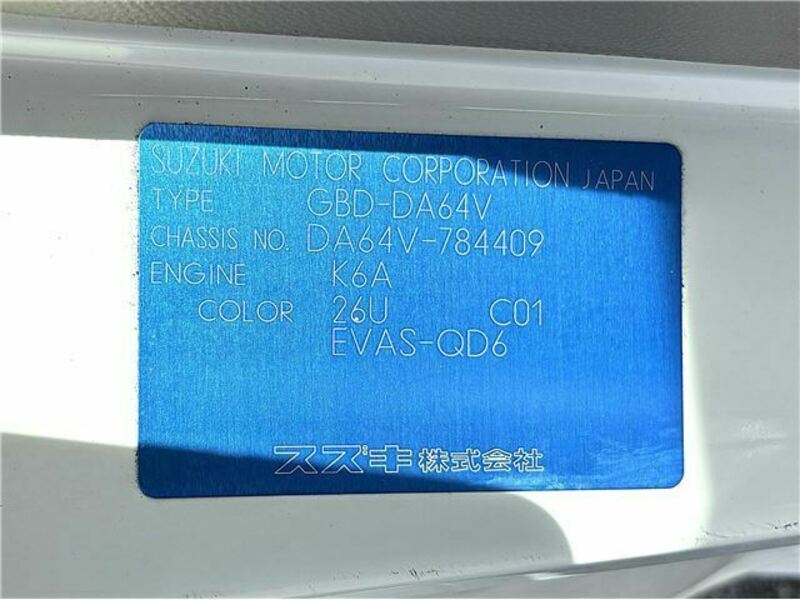 SUZUKI MOTOR CORPORATION JAPAN
TYPE GBD-DA64V
CHASSIS NO. DA64V-784409
ENGINE K6A
COLOR 26U C01
EVAS-QD6
スズキ株式会社